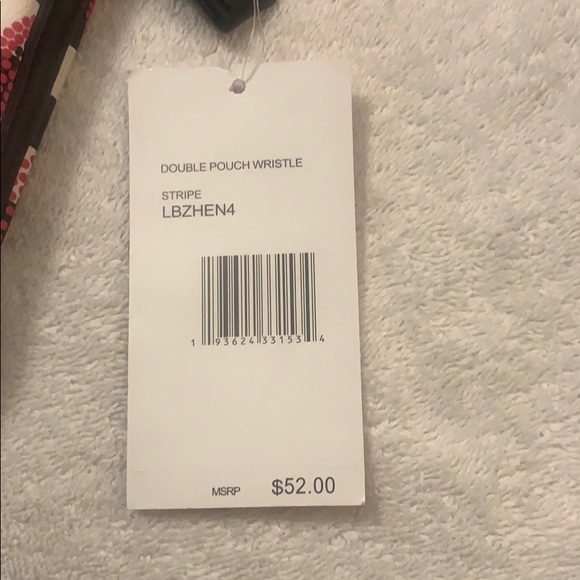 DOUBLE POUCH WRISTLE
STRIPE
LBZHEN4
1 93624 33153 4
MSRP $52.00